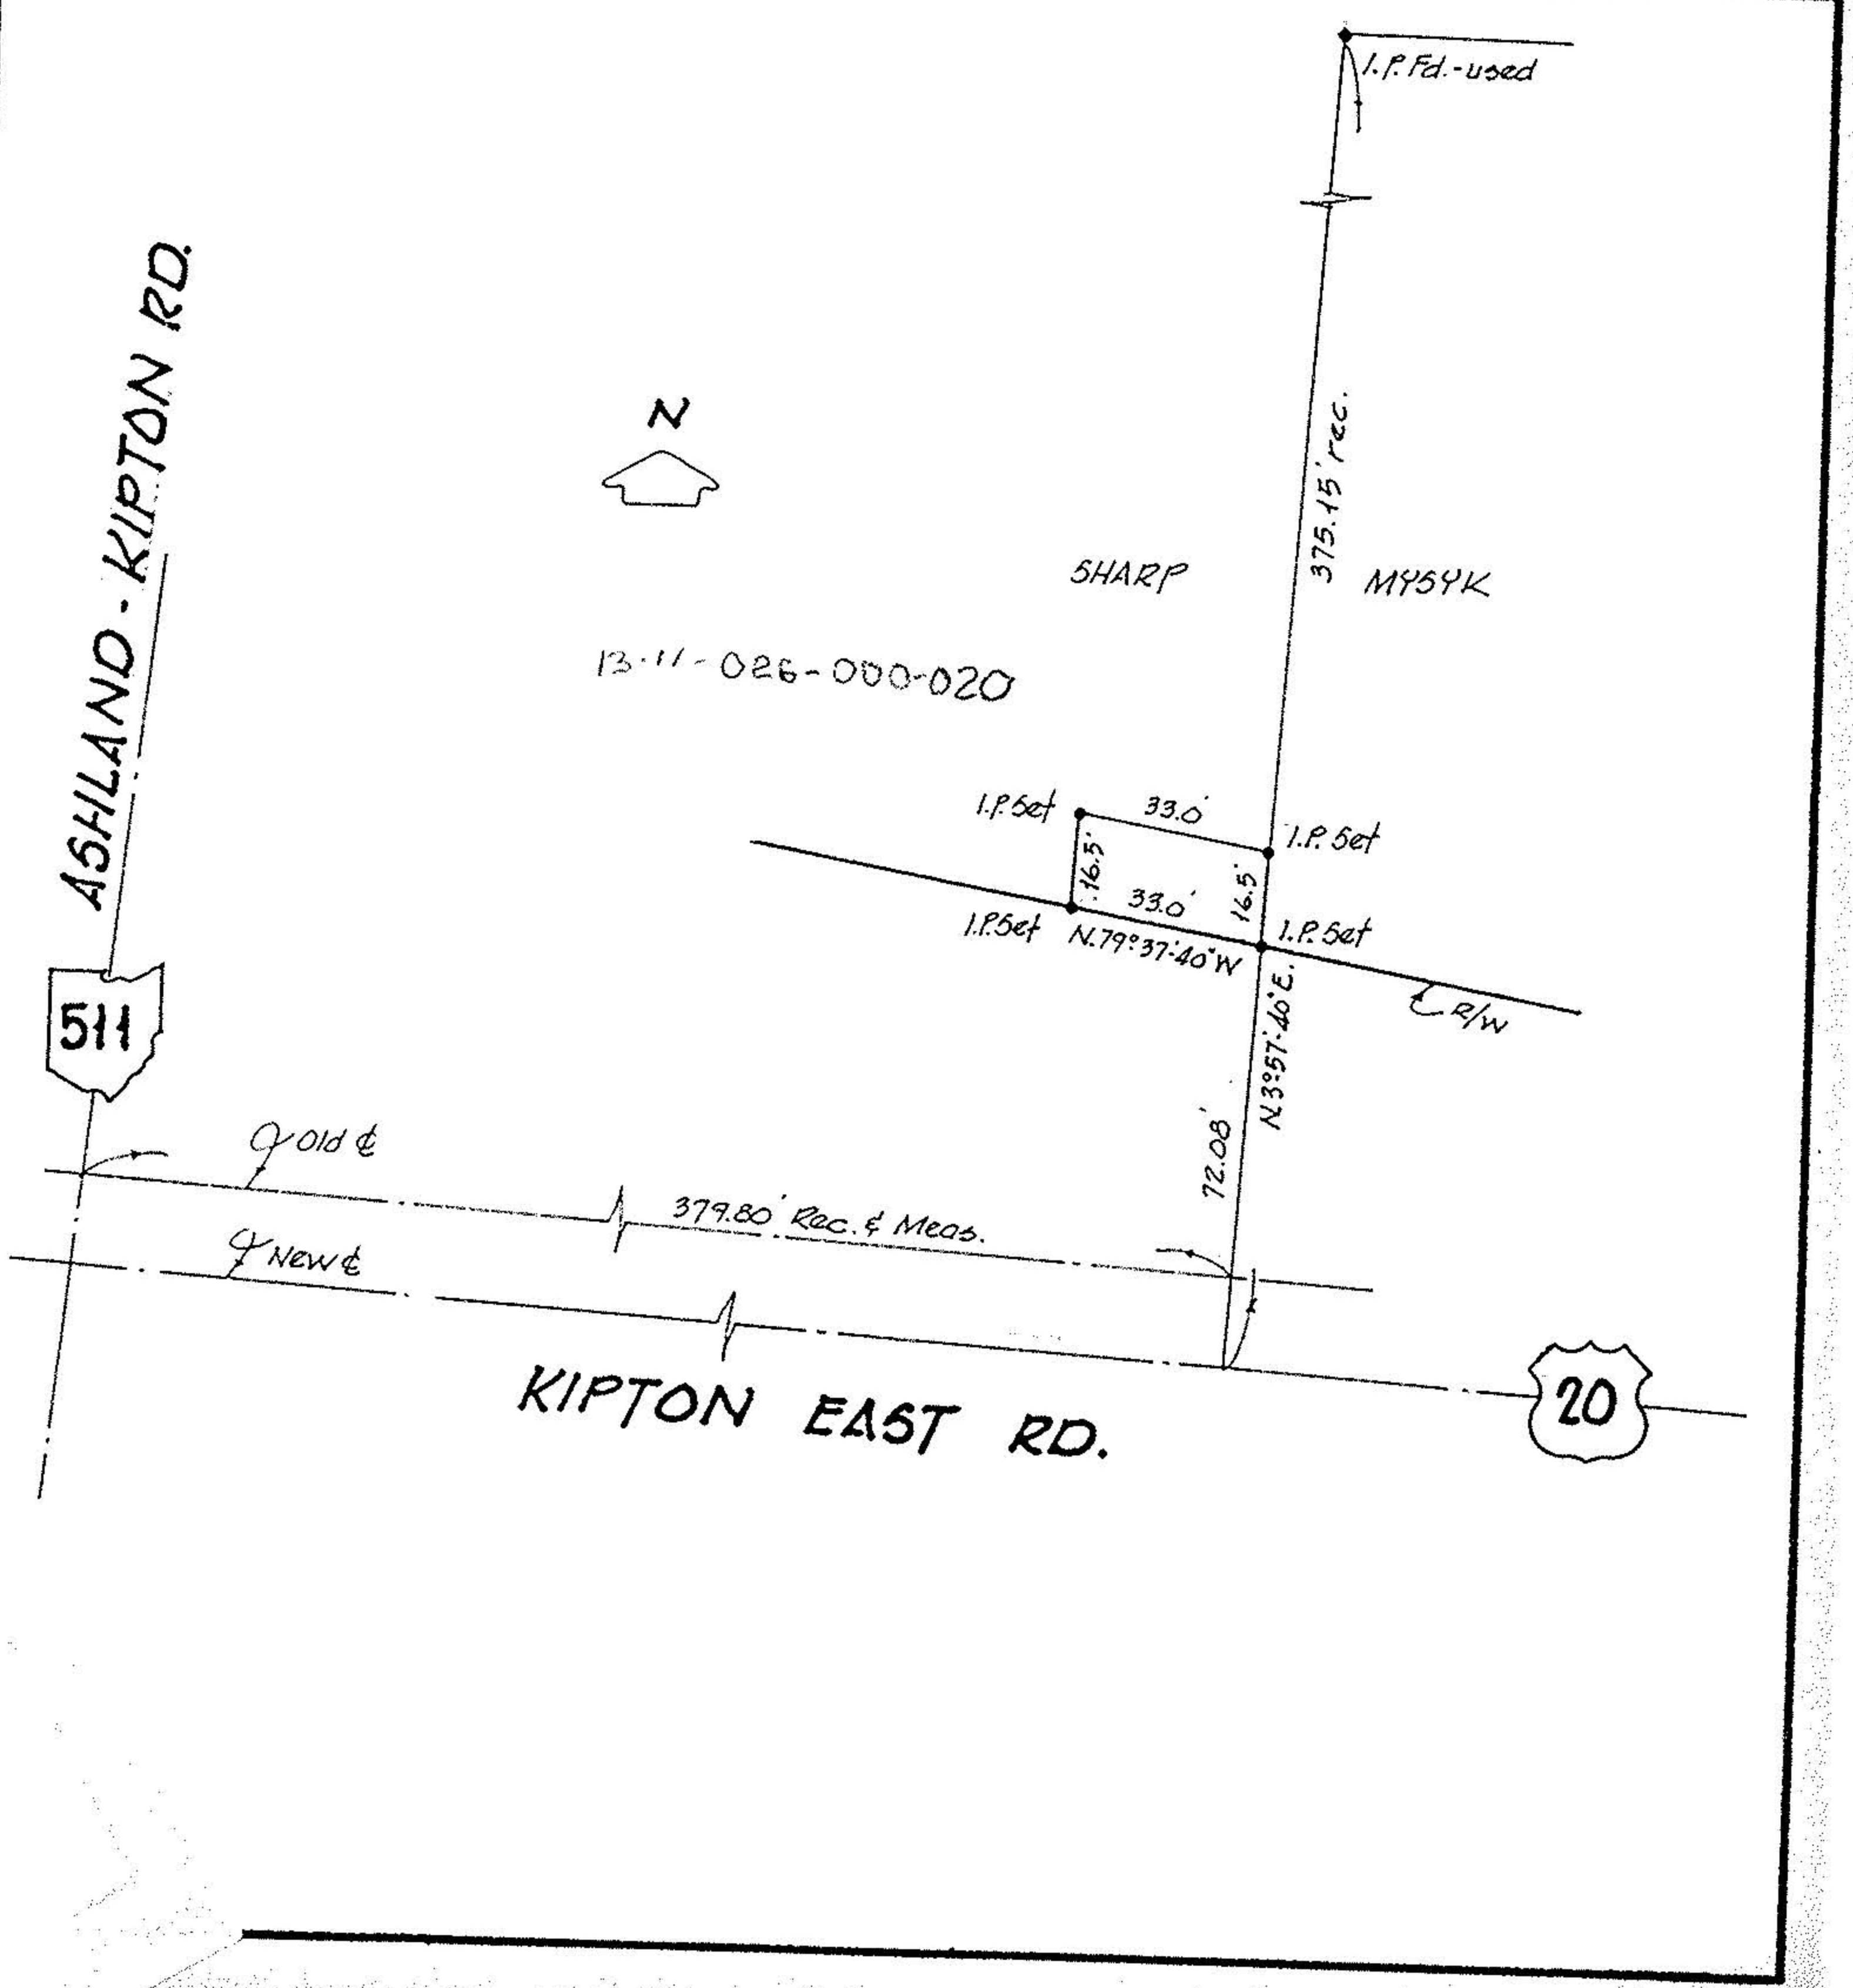 I.P. Fd.-used
ASHLAND - KIPTON RD.
N
375.15' rec.
SHARP
MYSYK
13-11-026-000-020
I.P. Set
33.0'
I.P. Set
16.5'
16.5'
33.0'
I.P. Set
N.79°37'40"W
I.P. Set
R/W
N.3°57'40"E.
72.08'
511
Old ℄
379.80' Rec. & Meas.
New ℄
KIPTON EAST RD.
20